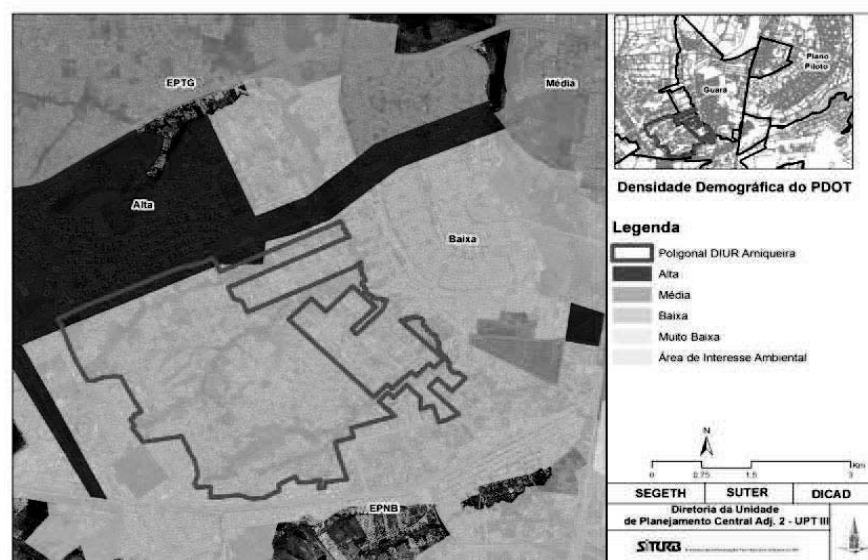 EPTG
Média
Alta
Baixa
EPNB
Plano
Piloto
Guara
Densidade Demográfica do PDOT
Legenda
Poligonal DIUR Arniqueira
Alta
Média
Baixa
Muito Baixa
Área de Interesse Ambiental
N
0 0.75 1.5 3
Km
SEGETH SUTER DICAD
Diretoria da Unidade
de Planejamento Central Adj. 2 - UPT III
SITURB